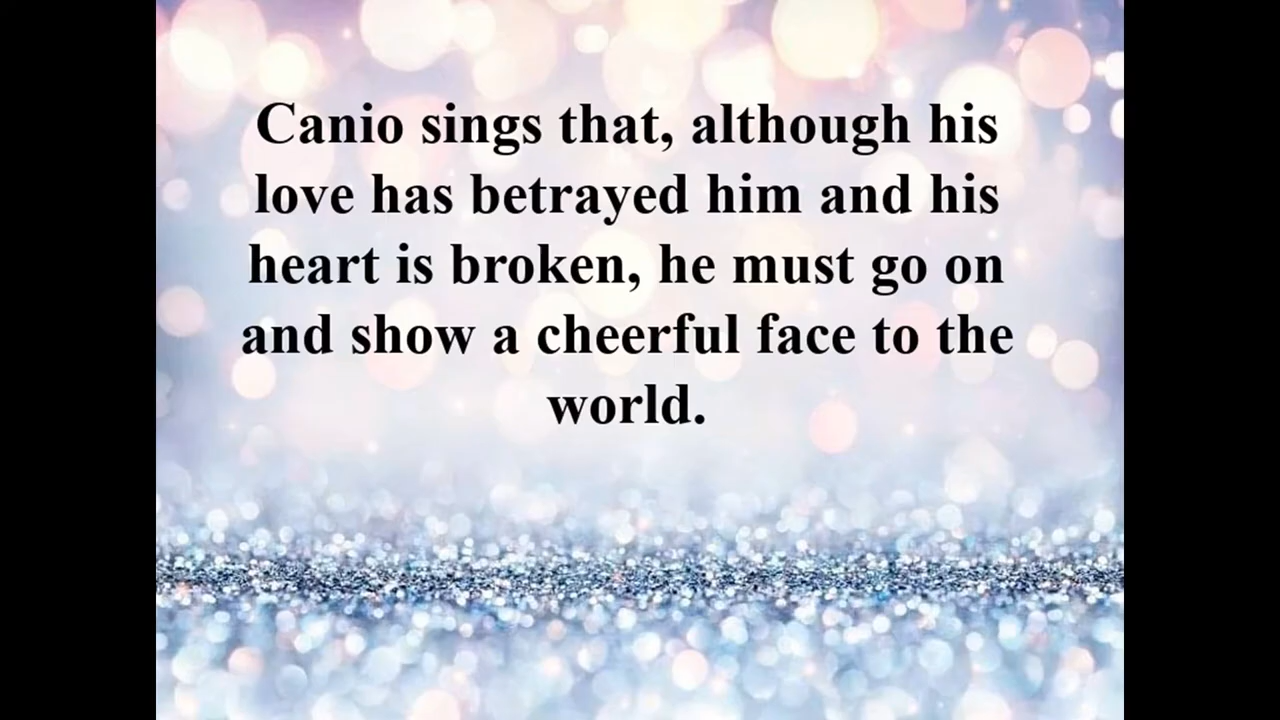 Canio sings that, although his
love has betrayed him and his
heart is broken, he must go on
and show a cheerful face to the
world.